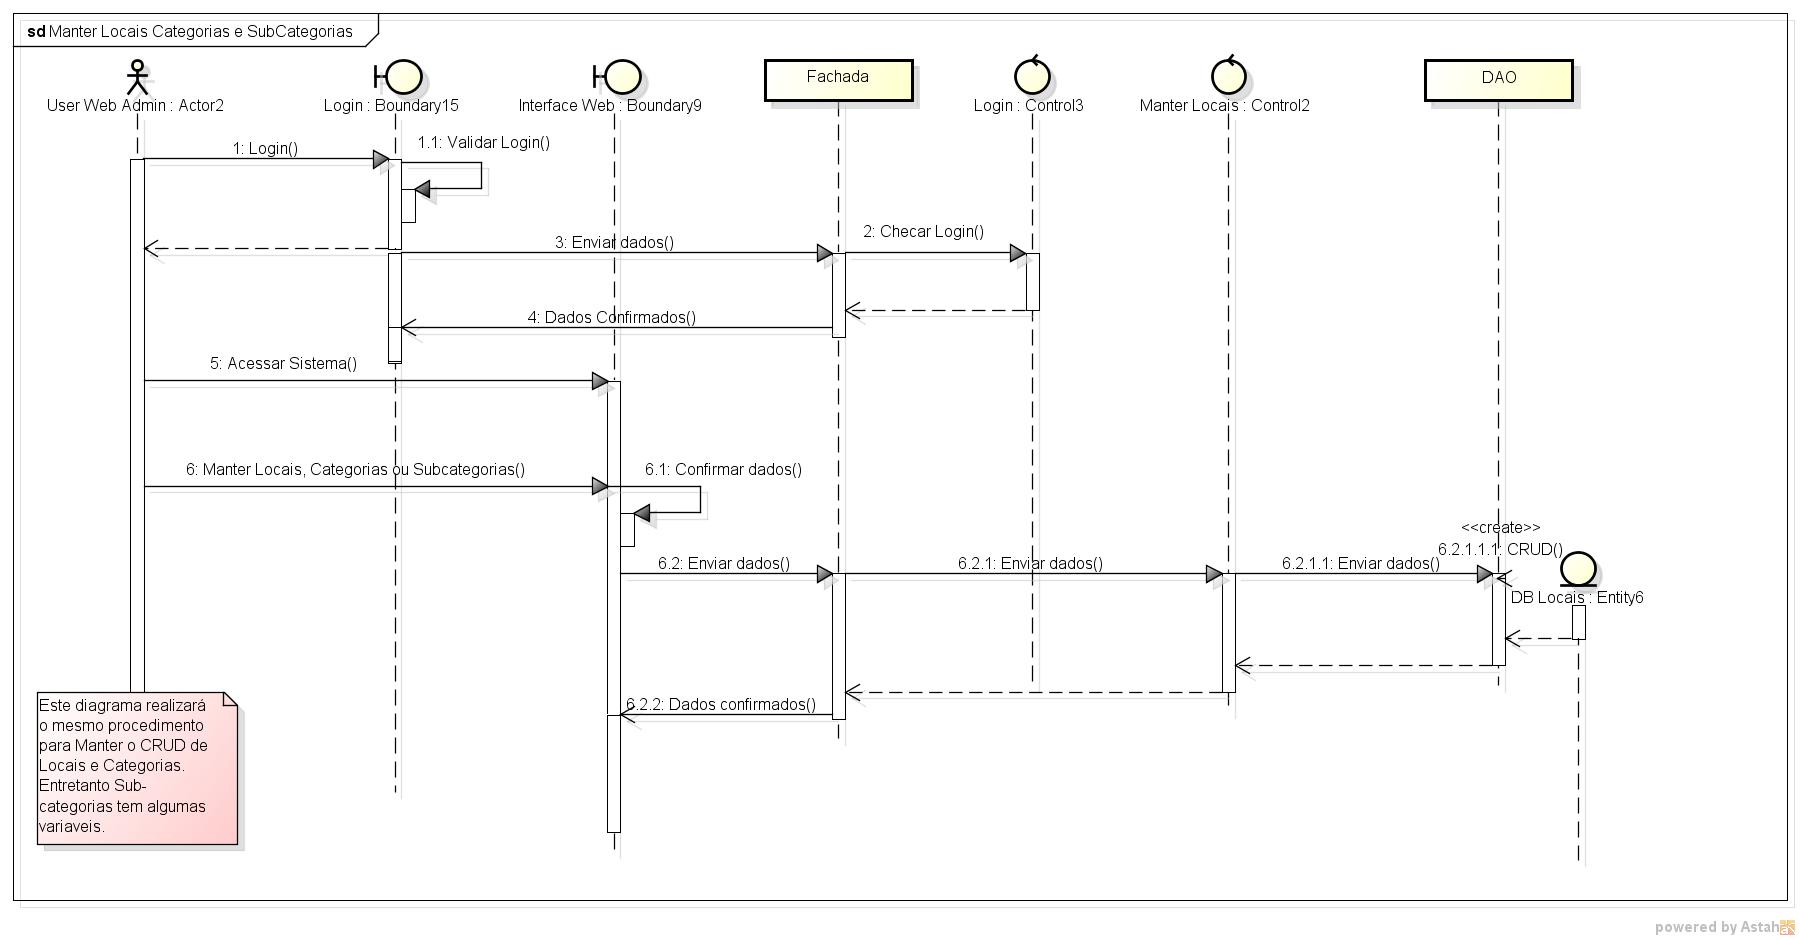 sd Manter Locais Categorias e SubCategorias
User Web Admin : Actor2
Login : Boundary15
Interface Web : Boundary9
Fachada
Login : Control3
Manter Locais : Control2
DAO
1: Login()
1.1: Validar Login()
3: Enviar dados()
2: Checar Login()
4: Dados Confirmados()
5: Acessar Sistema()
6: Manter Locais, Categorias ou Subcategorias()
6.1: Confirmar dados()
<<create>>
6.2.1.1.1: CRUD()
6.2: Enviar dados()
6.2.1: Enviar dados()
6.2.1.1: Enviar dados()
DB Locais : Entity6
6.2.2: Dados confirmados()
Este diagrama realizará
o mesmo procedimento
para Manter o CRUD de
Locais e Categorias.
Entretanto Sub-
categorias tem algumas
variaveis.
powered by Astah